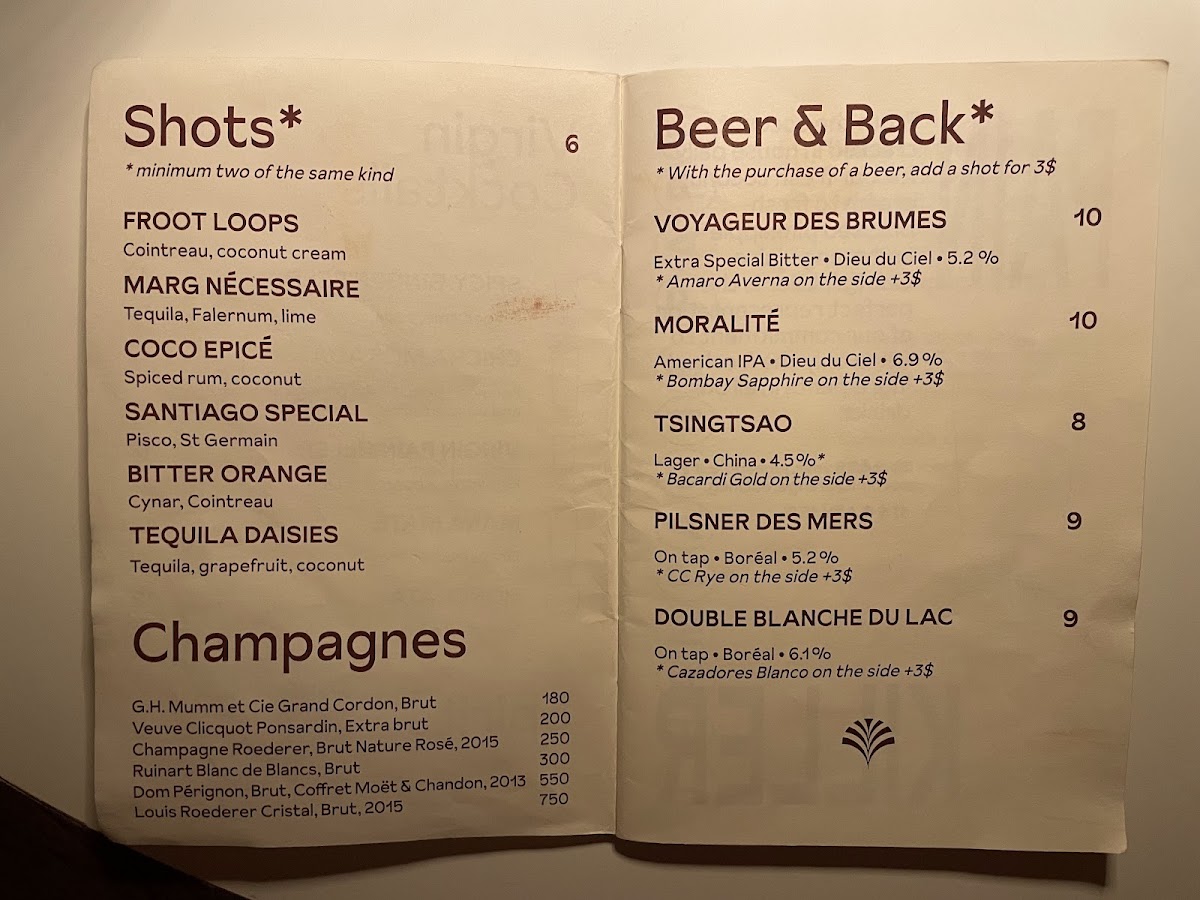 Shots* 6
* minimum two of the same kind
FROOT LOOPS
Cointreau, coconut cream
MARG NÉCESSAIRE
Tequila, Falernum, lime
COCO EPICÉ
Spiced rum, coconut
SANTIAGO SPECIAL
Pisco, St Germain
BITTER ORANGE
Cynar, Cointreau
TEQUILA DAISIES
Tequila, grapefruit, coconut
Champagnes
G.H. Mumm et Cie Grand Cordon, Brut 180
Veuve Clicquot Ponsardin, Extra brut 200
Champagne Roederer, Brut Nature Rosé, 2015 250
Ruinart Blanc de Blancs, Brut 300
Dom Pérignon, Brut, Coffret Moët & Chandon, 2013 550
Louis Roederer Cristal, Brut, 2015 750
Beer & Back*
* With the purchase of a beer, add a shot for 3$
VOYAGEUR DES BRUMES 10
Extra Special Bitter • Dieu du Ciel • 5.2 %
* Amaro Averna on the side +3$
MORALITÉ 10
American IPA • Dieu du Ciel • 6.9 %
* Bombay Sapphire on the side +3$
TSINGTSAO 8
Lager • China • 4.5%*
* Bacardi Gold on the side +3$
PILSNER DES MERS 9
On tap • Boréal • 5.2%
* CC Rye on the side +3$
DOUBLE BLANCHE DU LAC 9
On tap • Boréal • 6.1%
* Cazadores Blanco on the side +3$